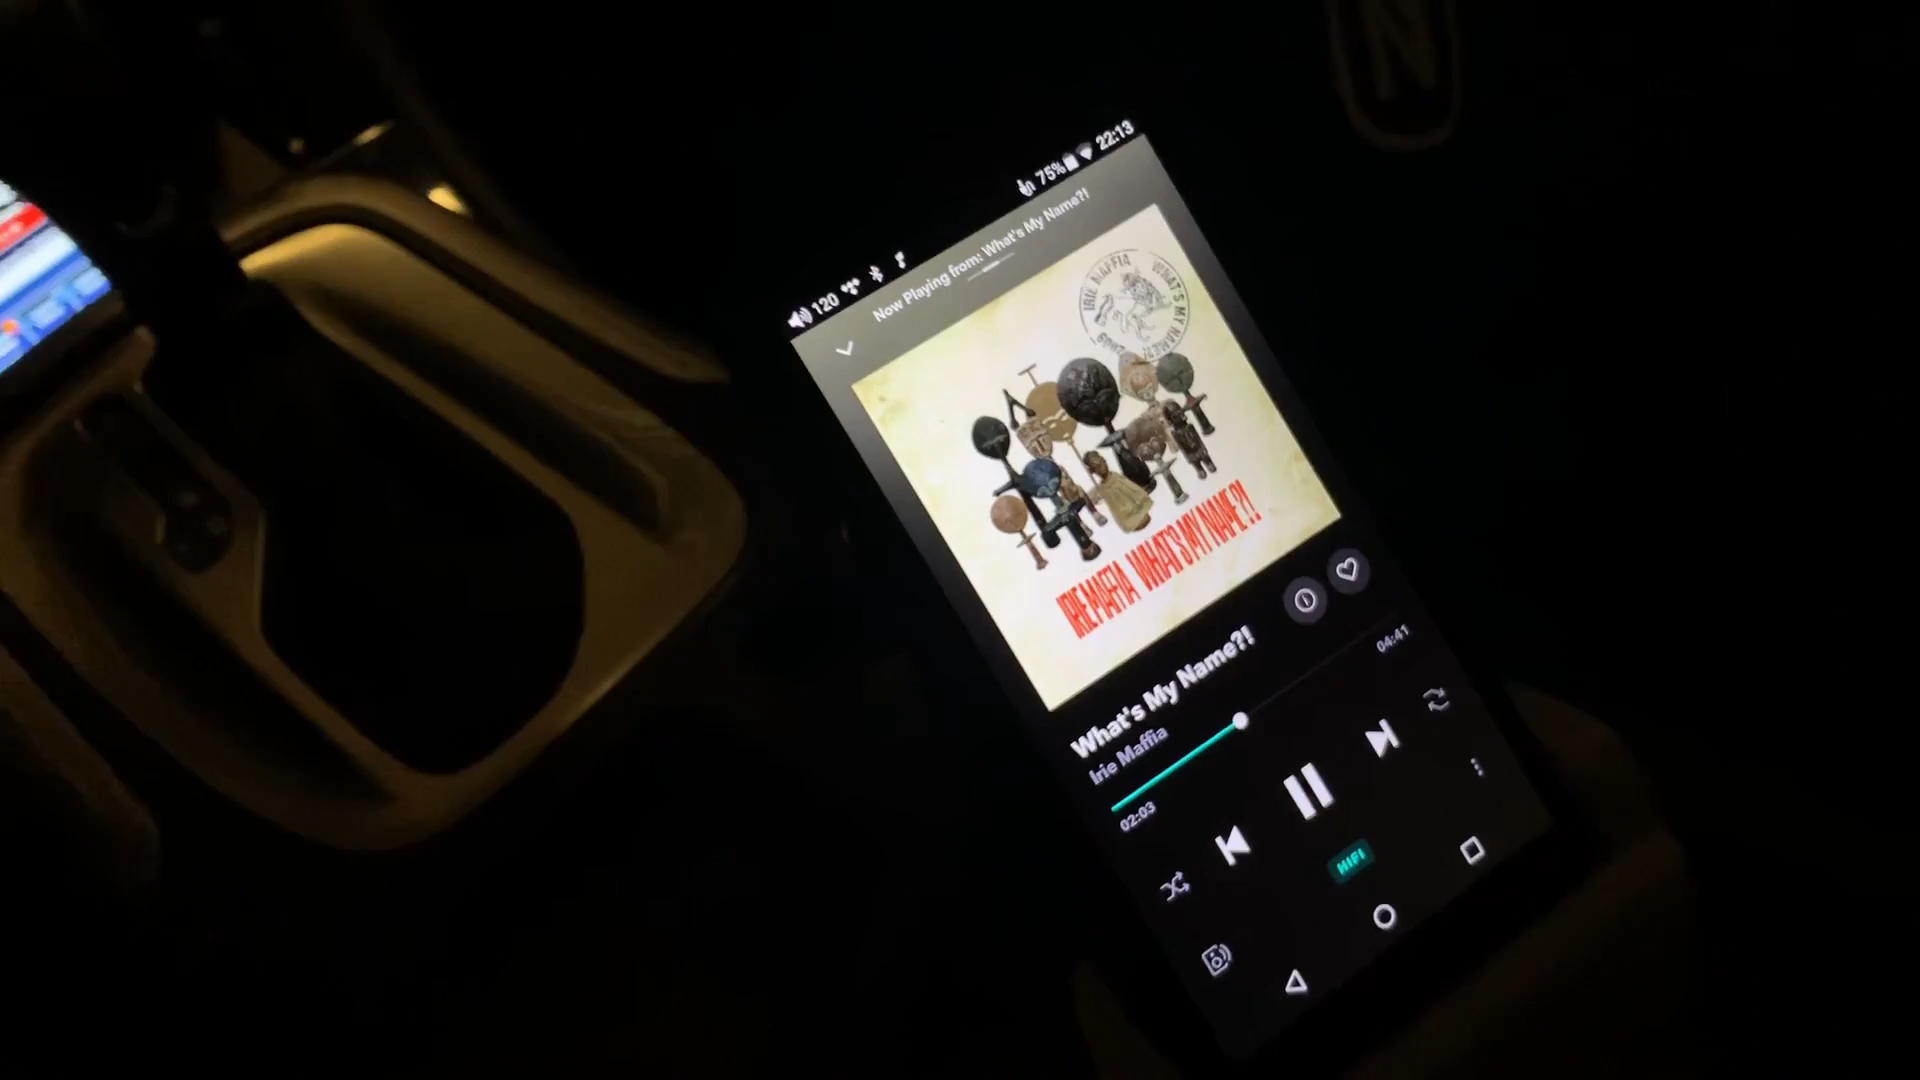 120 75% 22:13
Now Playing from: What's My Name?!
IRIE MAFFIA WHAT'S MY NAME?! 2009
IRIE MAFFIA WHAT'S MY NAME?!
What's My Name?!
Irie Maffia
02:03
04:41
HIFI
N